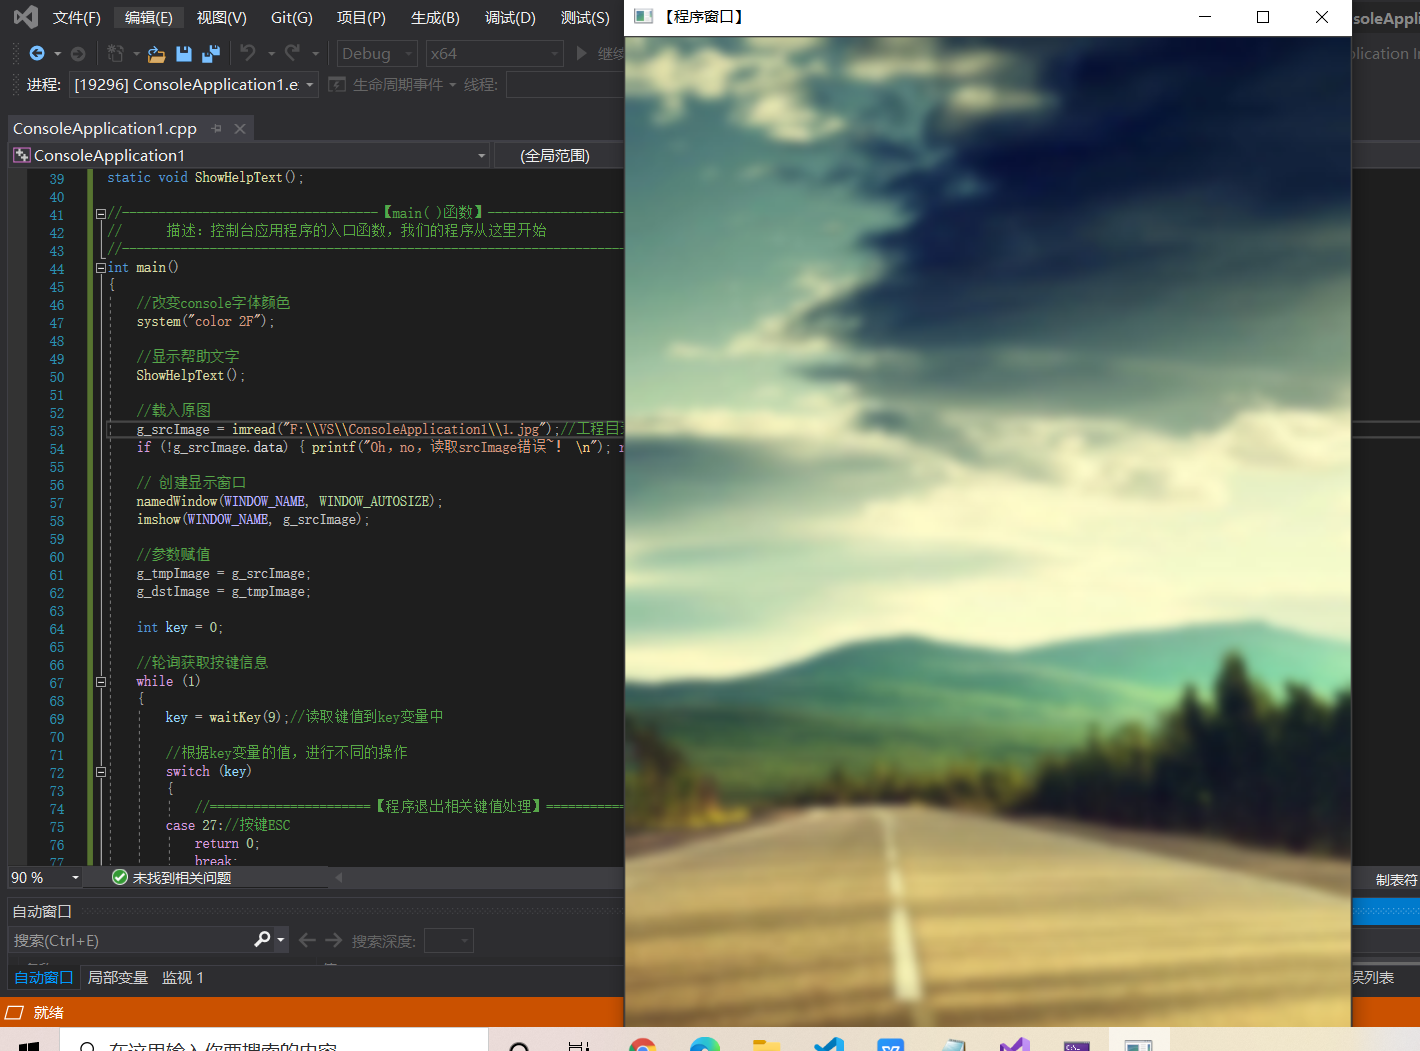 文件(F) 编辑(E) 视图(V) Git(G) 项目(P) 生成(B) 调试(D) 测试(S)
【程序窗口】
soleAppli
Debug x64 继续
plication In
进程: [19296] ConsoleApplication1.e 生命周期事件 线程:
ConsoleApplication1.cpp
ConsoleApplication1 (全局范围)
39 static void ShowHelpText();
40
41 //-----------------------------------【main( )函数】-------------------
42 //      描述：控制台应用程序的入口函数，我们的程序从这里开始
43 //----------------------------------------------------------------------
44 int main()
45 {
46 //改变console字体颜色
47 system("color 2F");
48
49 //显示帮助文字
50 ShowHelpText();
51
52 //载入原图
53 g_srcImage = imread("F:\\VS\\ConsoleApplication1\\1.jpg");//工程目
54 if (!g_srcImage.data) { printf("Oh，no，读取srcImage错误~！ \n"); r
55
56 // 创建显示窗口
57 namedWindow(WINDOW_NAME, WINDOW_AUTOSIZE);
58 imshow(WINDOW_NAME, g_srcImage);
59
60 //参数赋值
61 g_tmpImage = g_srcImage;
62 g_dstImage = g_tmpImage;
63
64 int key = 0;
65
66 //轮询获取按键信息
67 while (1)
68 {
69 key = waitKey(9);//读取键值到key变量中
70
71 //根据key变量的值，进行不同的操作
72 switch (key)
73 {
74 //======================【程序退出相关键值处理】===========
75 case 27://按键ESC
76 return 0;
77 break;
90 % 未找到相关问题
制表符
自动窗口
搜索(Ctrl+E) 搜索深度:
自动窗口 局部变量 监视 1
误列表
就绪
在这里输入你要搜索的内容